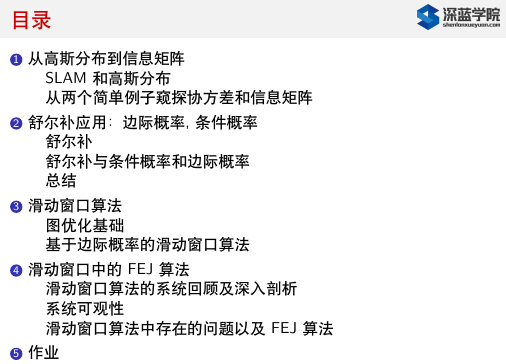 目录
深蓝学院
shenlanxueyuan.com
1 从高斯分布到信息矩阵
SLAM 和高斯分布
从两个简单例子窥探协方差和信息矩阵
2 舒尔补应用：边际概率, 条件概率
舒尔补
舒尔补与条件概率和边际概率
总结
3 滑动窗口算法
图优化基础
基于边际概率的滑动窗口算法
4 滑动窗口中的 FEJ 算法
滑动窗口算法的系统回顾及深入剖析
系统可观性
滑动窗口算法中存在的问题以及 FEJ 算法
5 作业